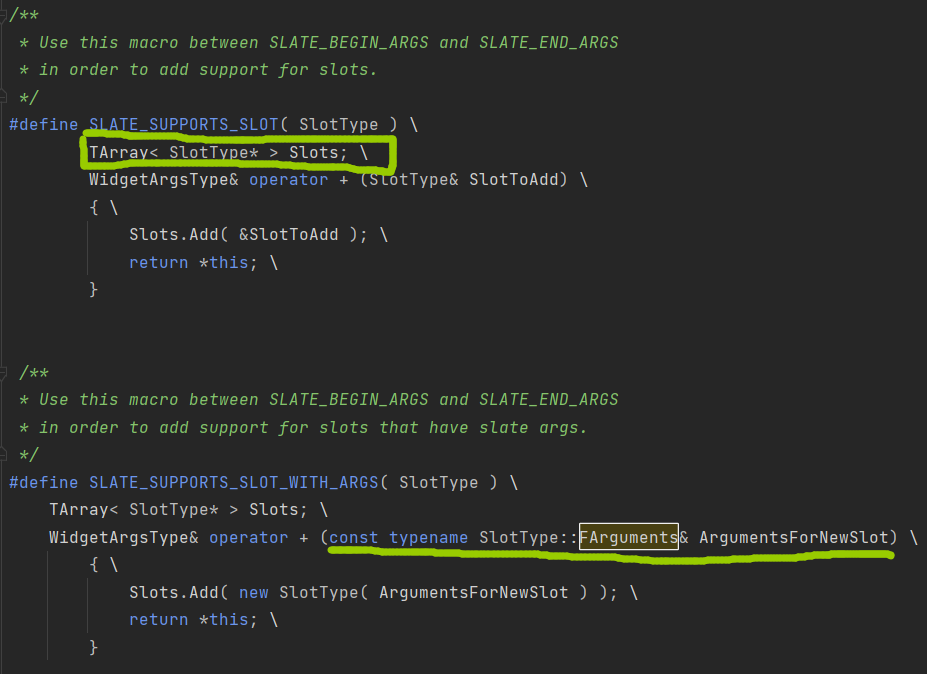 /**
* Use this macro between SLATE_BEGIN_ARGS and SLATE_END_ARGS
* in order to add support for slots.
*/
#define SLATE_SUPPORTS_SLOT( SlotType ) \
TArray< SlotType* > Slots; \
WidgetArgsType& operator + (SlotType& SlotToAdd) \
{ \
Slots.Add( &SlotToAdd ); \
return *this; \
}
/**
* Use this macro between SLATE_BEGIN_ARGS and SLATE_END_ARGS
* in order to add support for slots that have slate args.
*/
#define SLATE_SUPPORTS_SLOT_WITH_ARGS( SlotType ) \
TArray< SlotType* > Slots; \
WidgetArgsType& operator + (const typename SlotType::FArguments& ArgumentsForNewSlot) \
{ \
Slots.Add( new SlotType( ArgumentsForNewSlot ) ); \
return *this; \
}